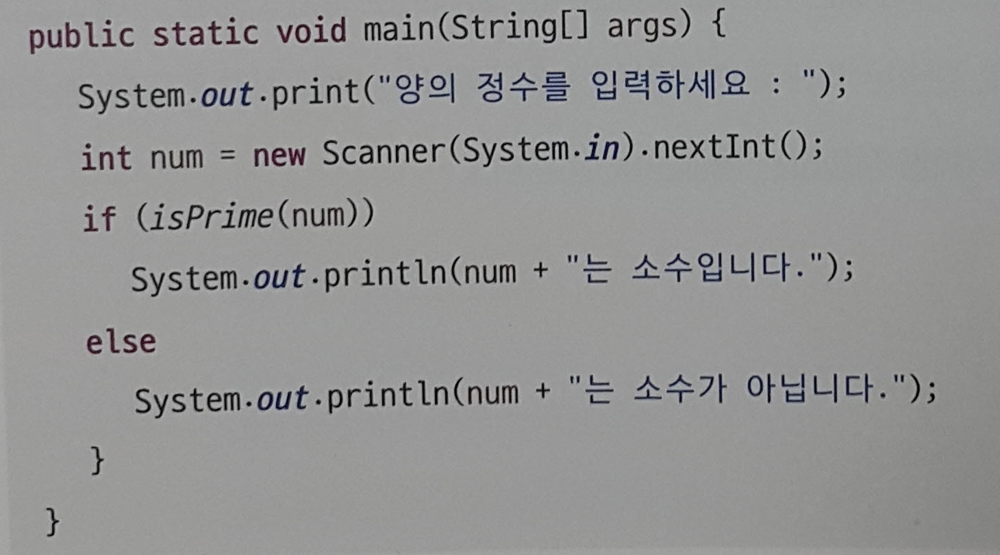 public static void main(String[] args) {
System.out.print("양의 정수를 입력하세요 : ");
int num = new Scanner(System.in).nextInt();
if (isPrime(num))
System.out.println(num + "는 소수입니다.");
else
System.out.println(num + "는 소수가 아닙니다.");
}
}